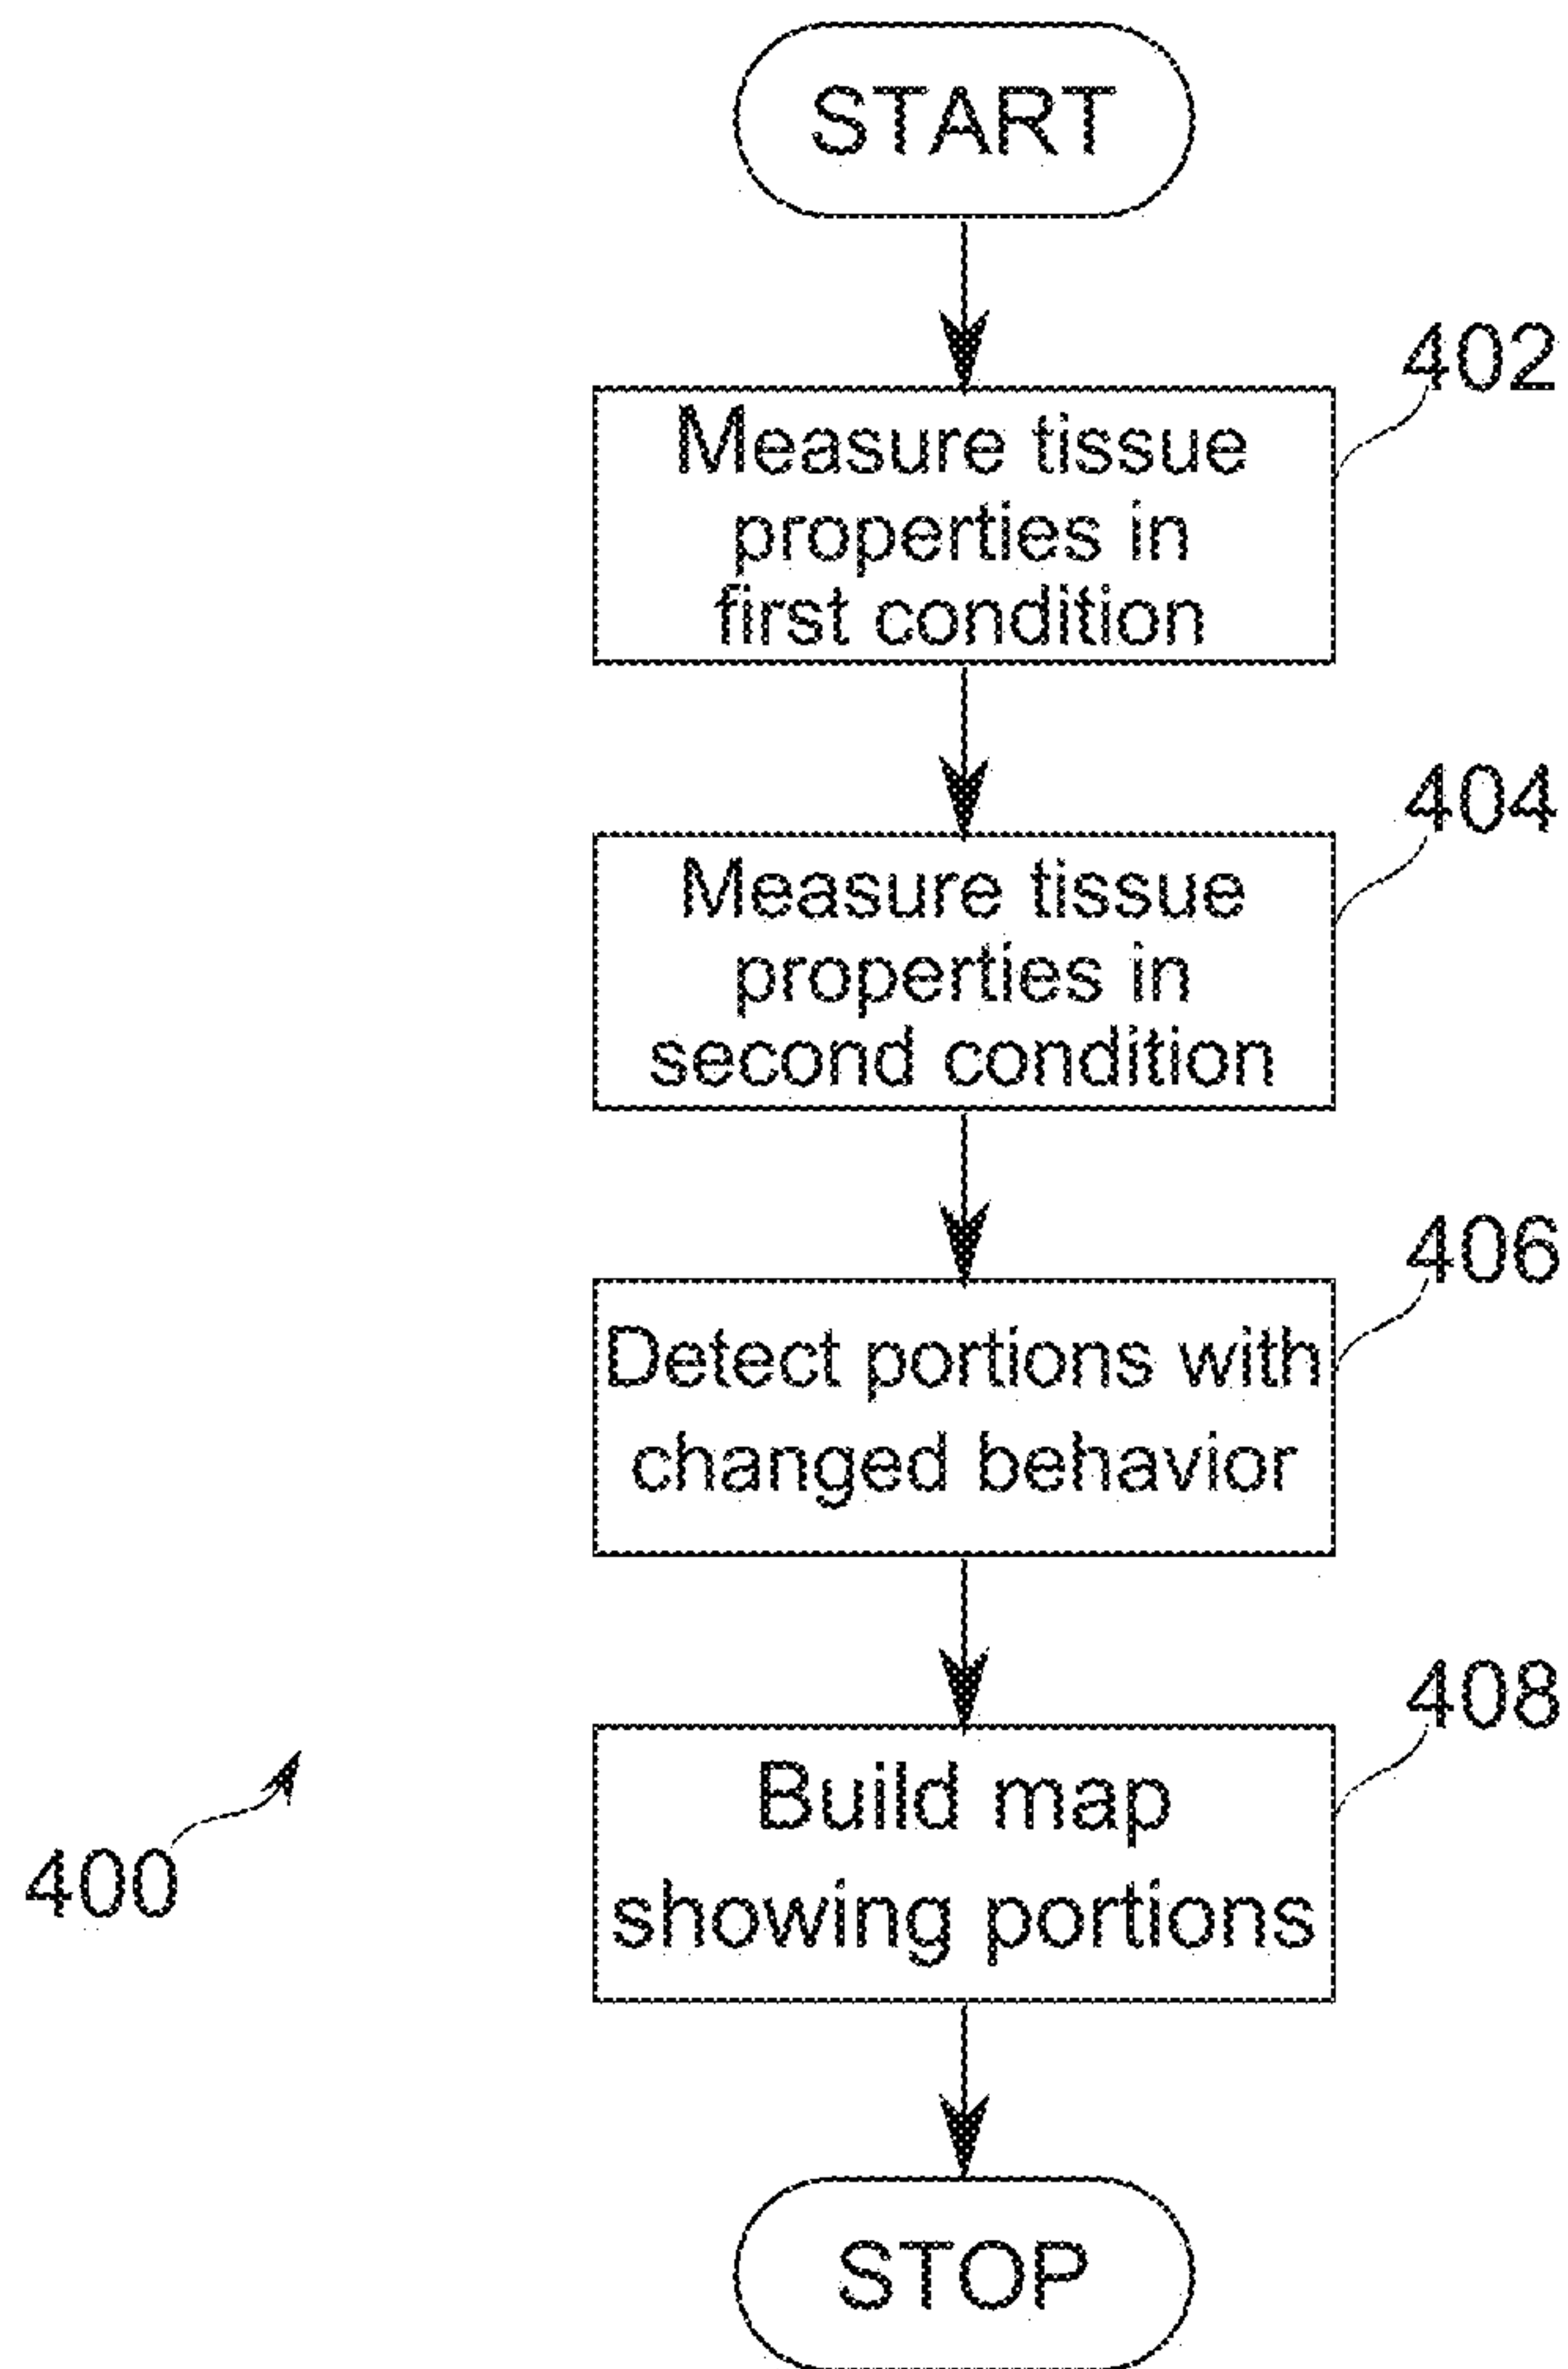 START
402
Measure tissue
properties in
first condition
404
Measure tissue
properties in
second condition
406
Detect portions with
changed behavior
408
Build map
showing portions
400
STOP